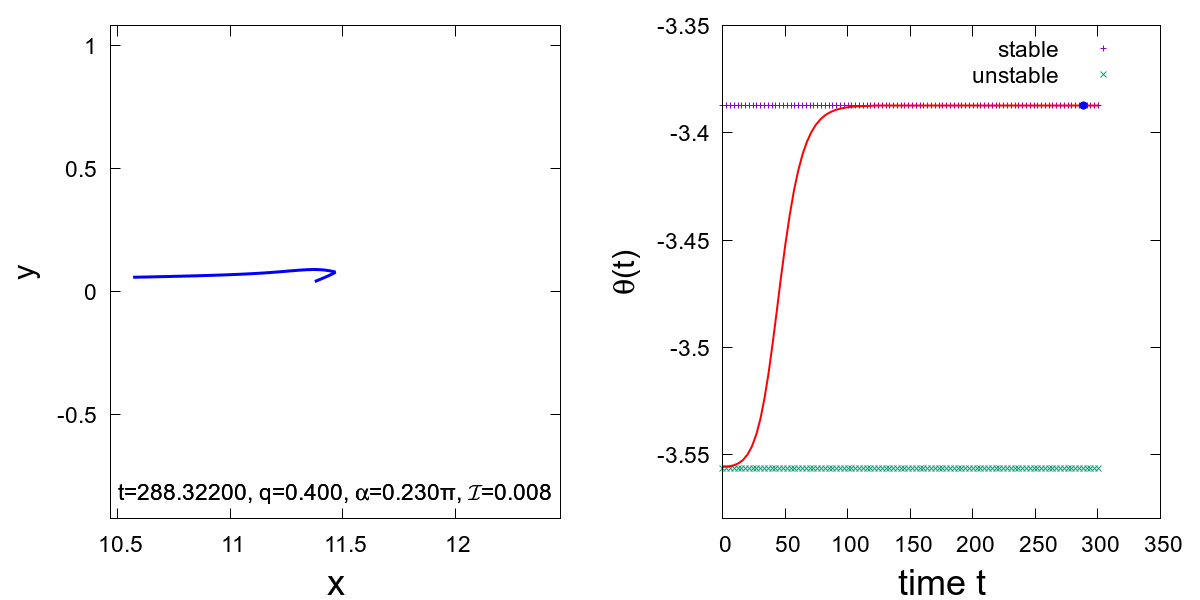 1
0.5
0
-0.5
y
t=288.32200, q=0.400, α=0.230π, ℐ=0.008
10.5 11 11.5 12
x
-3.35
-3.4
-3.45
-3.5
-3.55
θ(t)
stable
unstable
0 50 100 150 200 250 300 350
time t